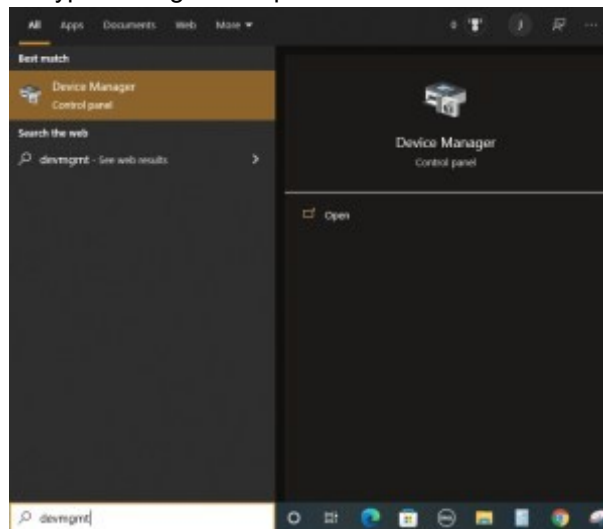 All Apps Documents Web More
0 J ...
Best match
Device Manager
Control panel
Search the web
devmgmt - See web results
Device Manager
Control panel
Open
devmgmt